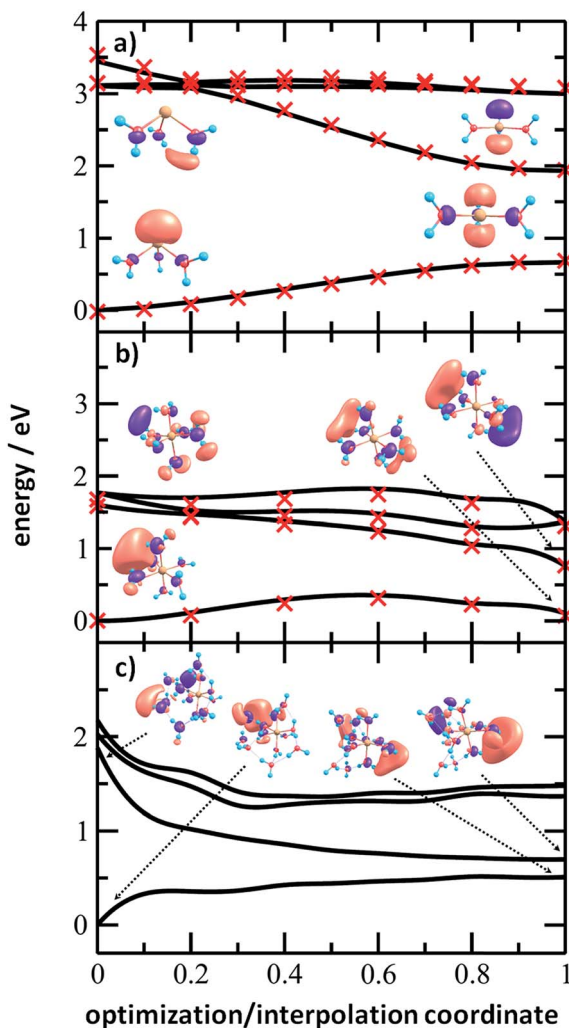 4
a)
3
2
1
0
b)
3
2
1
0
energy / eV
c)
2
1
0
0 0.2 0.4 0.6 0.8 1
optimization/interpolation coordinate